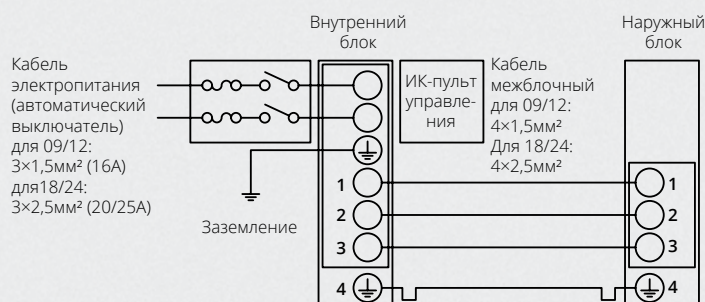 Внутренний
блок
Наружный
блок
Кабель
электропитания
(автоматический
выключатель)
для 09/12:
3×1,5мм² (16А)
для18/24:
3×2,5мм² (20/25А)
ИК-пульт
управле-
ния
Кабель
межблочный
для 09/12:
4×1,5мм²
Для 18/24:
4×2,5мм²
Заземление
1
2
3
4
1
2
3
4